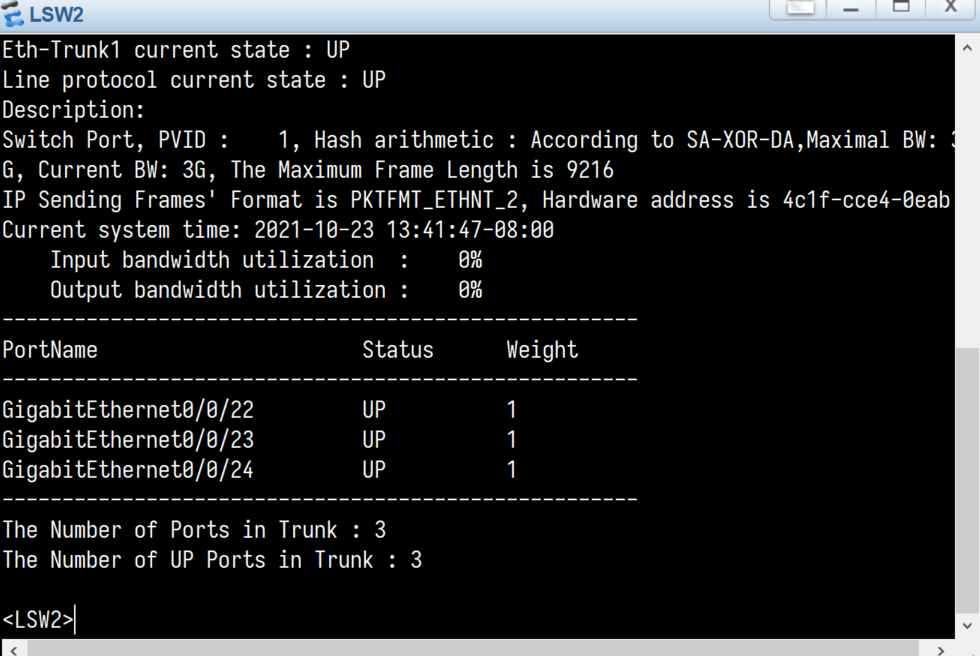 LSW2
Eth-Trunk1 current state : UP
Line protocol current state : UP
Description:
Switch Port, PVID :    1, Hash arithmetic : According to SA-XOR-DA,Maximal BW: 3
G, Current BW: 3G, The Maximum Frame Length is 9216
IP Sending Frames' Format is PKTFMT_ETHNT_2, Hardware address is 4c1f-cce4-0eab
Current system time: 2021-10-23 13:41:47-08:00
    Input bandwidth utilization  :    0%
    Output bandwidth utilization :    0%
-----------------------------------------------------
PortName                      Status      Weight
-----------------------------------------------------
GigabitEthernet0/0/22         UP          1
GigabitEthernet0/0/23         UP          1
GigabitEthernet0/0/24         UP          1
-----------------------------------------------------
The Number of Ports in Trunk : 3
The Number of UP Ports in Trunk : 3
<LSW2>